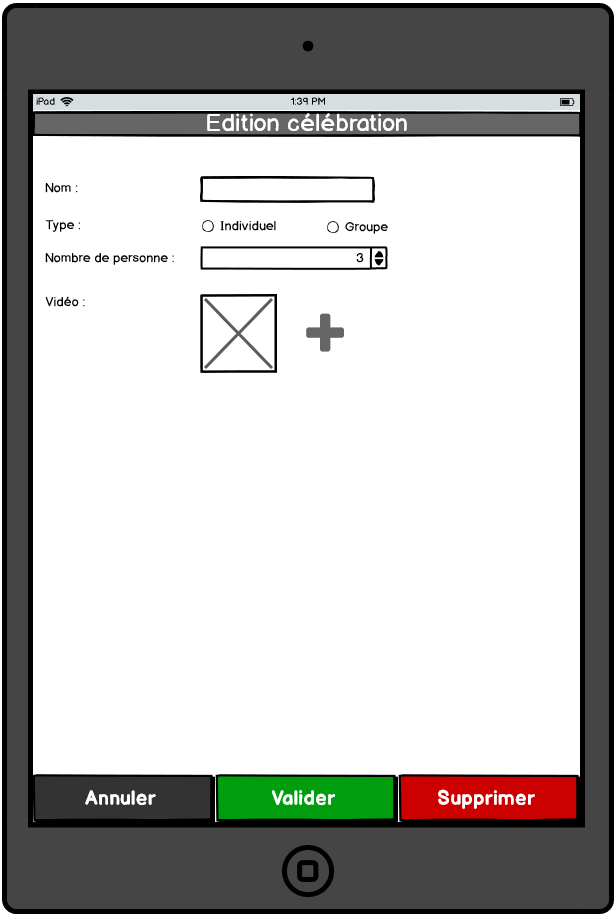 iPad 1:39 PM
Edition célébration
Nom :
Type : Individuel Groupe
Nombre de personne : 3
Vidéo :
Annuler Valider Supprimer